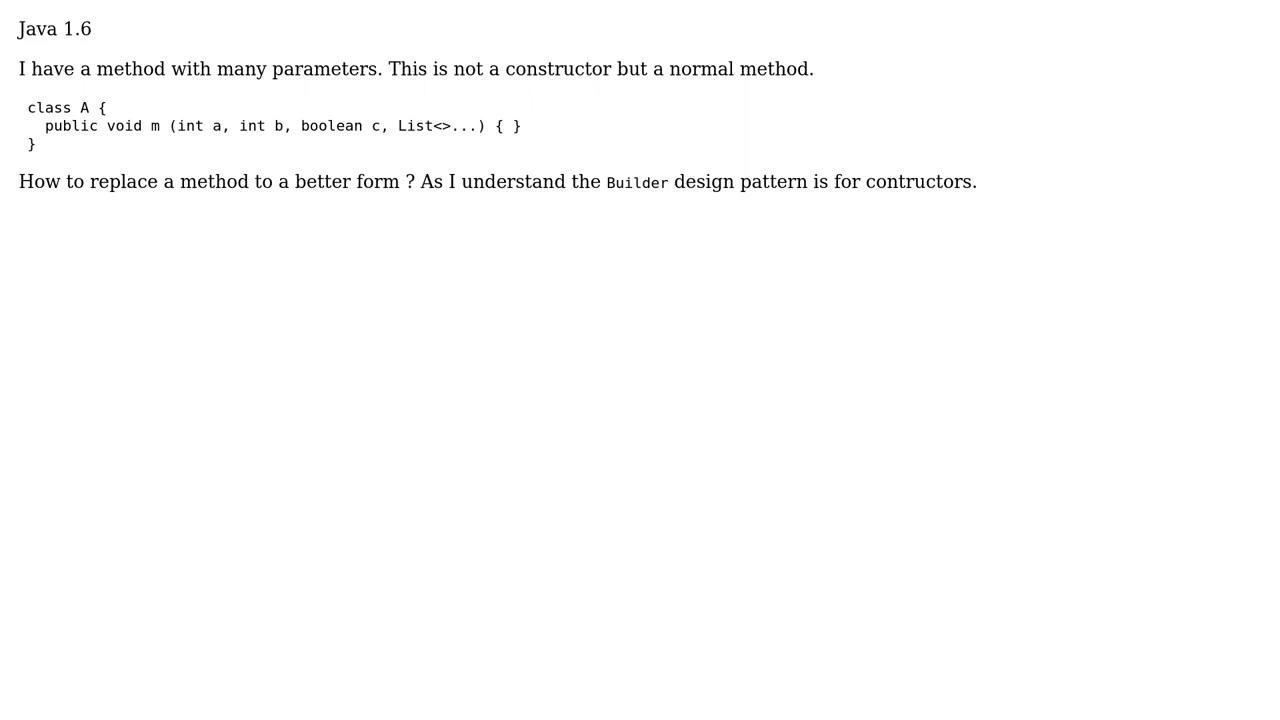 Java 1.6
I have a method with many parameters. This is not a constructor but a normal method.
class A {
  public void m (int a, int b, boolean c, List<>...) { }
}
How to replace a method to a better form ? As I understand the Builder design pattern is for contructors.